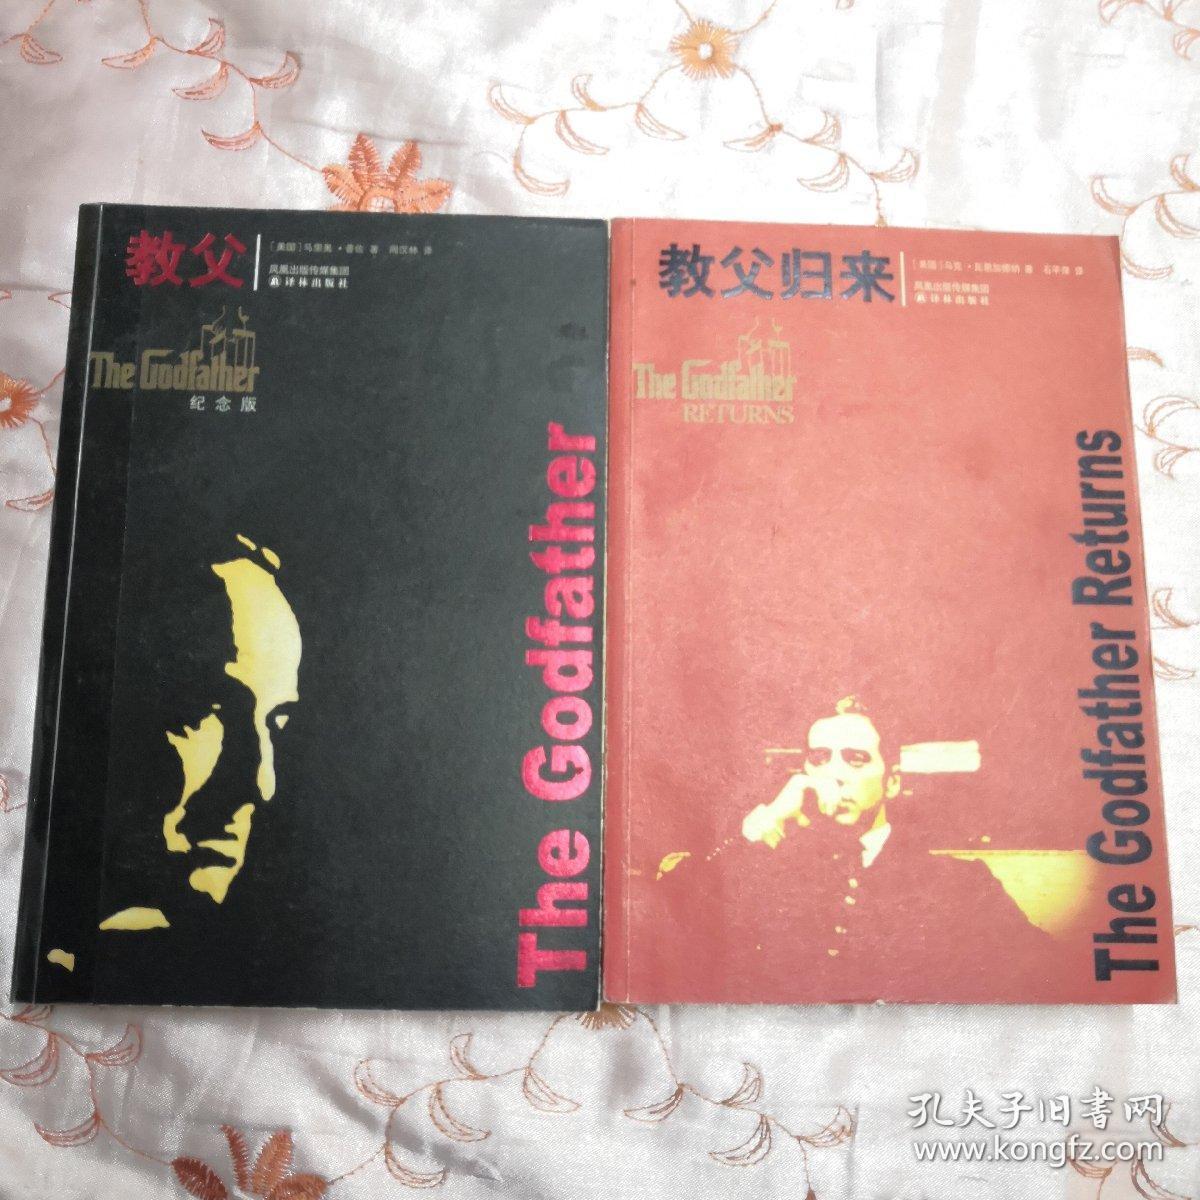 教父
[美国]马里奥·普佐 著 周汉林 译
凤凰出版传媒集团
译林出版社
The Godfather
纪念版
The Godfather
教父归来
[美国]马克·瓦恩加德纳 著 石平萍 译
凤凰出版传媒集团
译林出版社
The Godfather
RETURNS
The Godfather Returns
孔夫子旧书网
www.kongfz.com